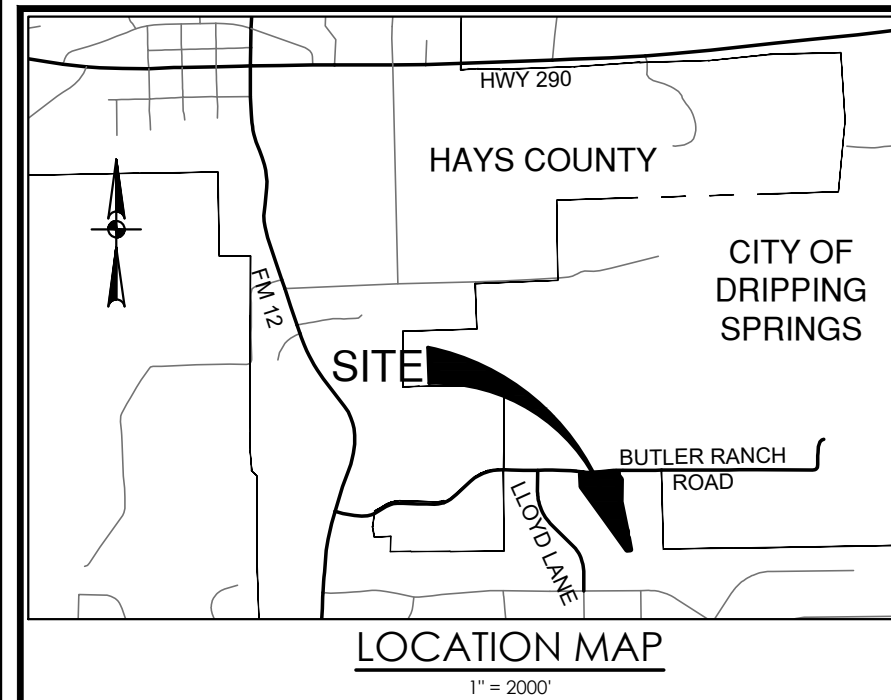 HWY 290
HAYS COUNTY
CITY OF
DRIPPING
SPRINGS
FM 12
SITE
BUTLER RANCH
ROAD
LLOYD LANE
LOCATION MAP
1" = 2000'